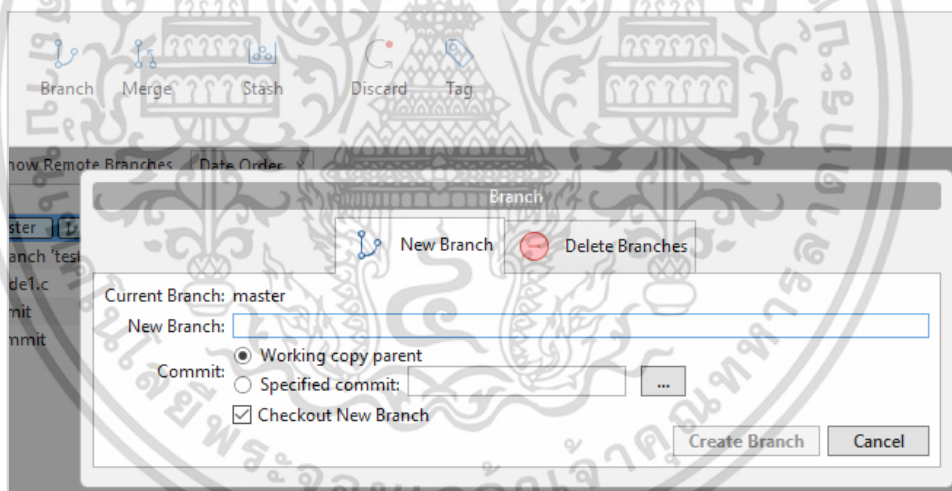 Branch Merge Stash Discard Tag
how Remote Branches Date Order
Branch
New Branch Delete Branches
ster
anch 'test
de1.c
mit
mmit
Current Branch: master
New Branch:
Commit: Working copy parent
Specified commit: ...
Checkout New Branch
Create Branch Cancel